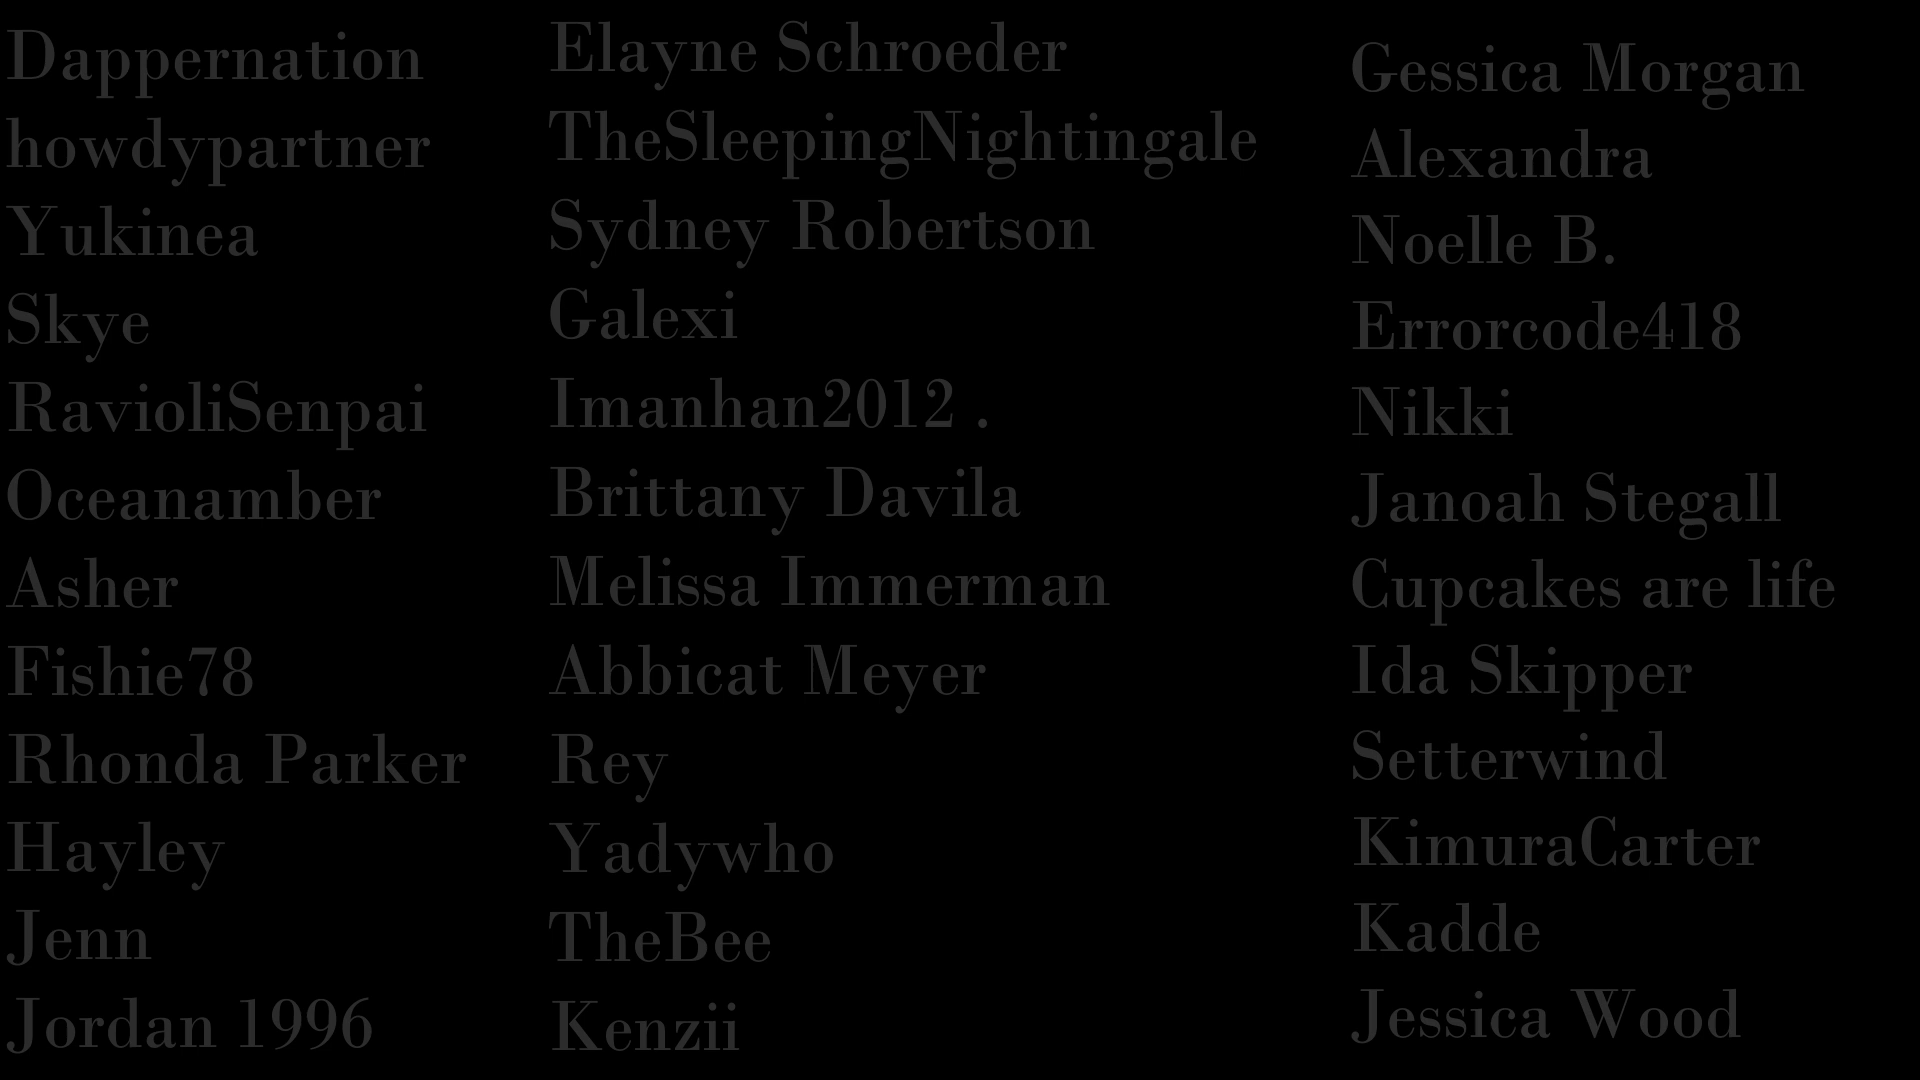 Dappernation
howdypartner
Yukinea
Skye
RavioliSenpai
Oceanamber
Asher
Fishie78
Rhonda Parker
Hayley
Jenn
Jordan 1996
Elayne Schroeder
TheSleepingNightingale
Sydney Robertson
Galexi
Imanhan2012 .
Brittany Davila
Melissa Immerman
Abbicat Meyer
Rey
Yadywho
TheBee
Kenzii
Gessica Morgan
Alexandra
Noelle B.
Errorcode418
Nikki
Janoah Stegall
Cupcakes are life
Ida Skipper
Setterwind
KimuraCarter
Kadde
Jessica Wood